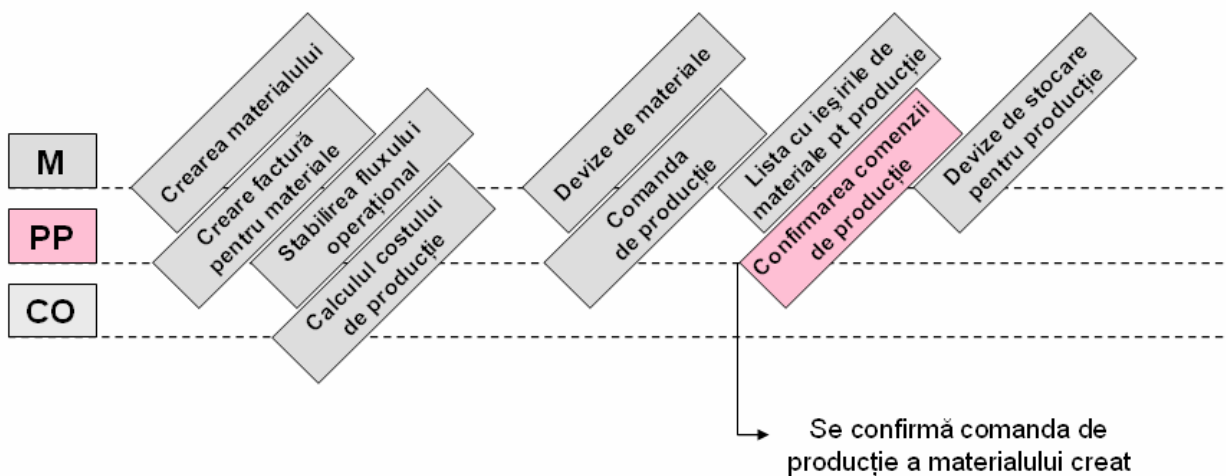 Crearea materialului
Creare factură
pentru materiale
Stabilirea fluxului
operațional
Calculul costului
de producție
Devize de materiale
Comanda
de producție
Lista cu ieșirile de
materiale pt producție
Confirmarea comenzii
de producție
Devize de stocare
pentru producție
M
PP
CO
Se confirmă comanda de
producție a materialului creat